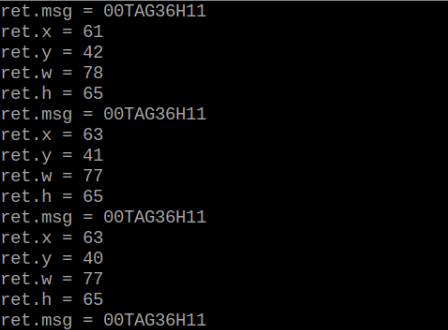 ret.msg = 00TAG36H11
ret.x = 61
ret.y = 42
ret.w = 78
ret.h = 65
ret.msg = 00TAG36H11
ret.x = 63
ret.y = 41
ret.w = 77
ret.h = 65
ret.msg = 00TAG36H11
ret.x = 63
ret.y = 40
ret.w = 77
ret.h = 65
ret.msg = 00TAG36H11